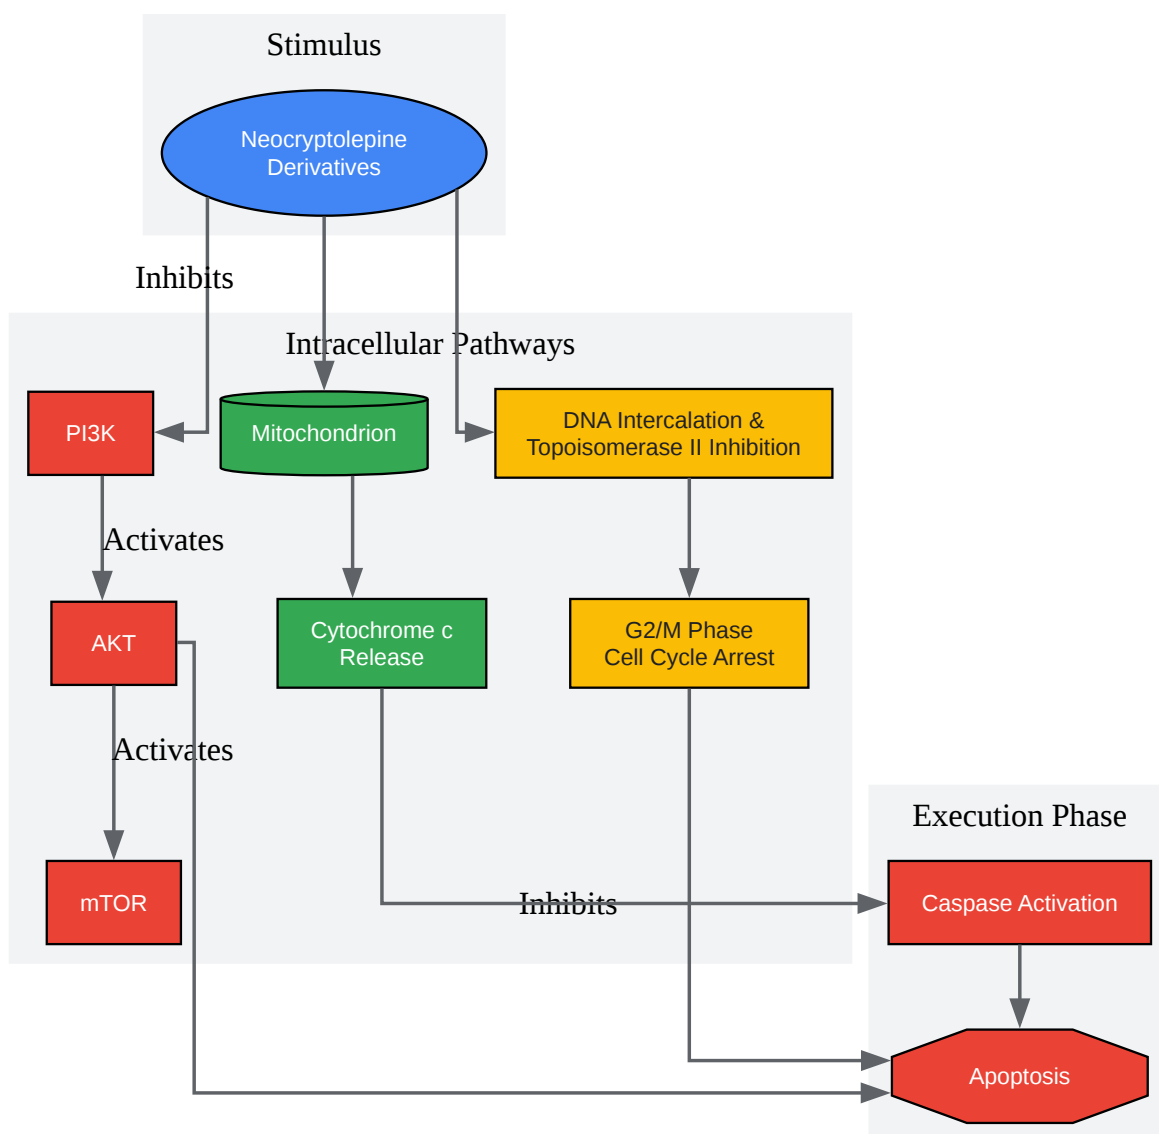 Stimulus
Neocryptolepine
Derivatives
Inhibits
Intracellular Pathways
PI3K
Mitochondrion
DNA Intercalation &
Topoisomerase II Inhibition
Activates
AKT
Cytochrome c
Release
G2/M Phase
Cell Cycle Arrest
Activates
Execution Phase
mTOR
Inhibits
Caspase Activation
Apoptosis